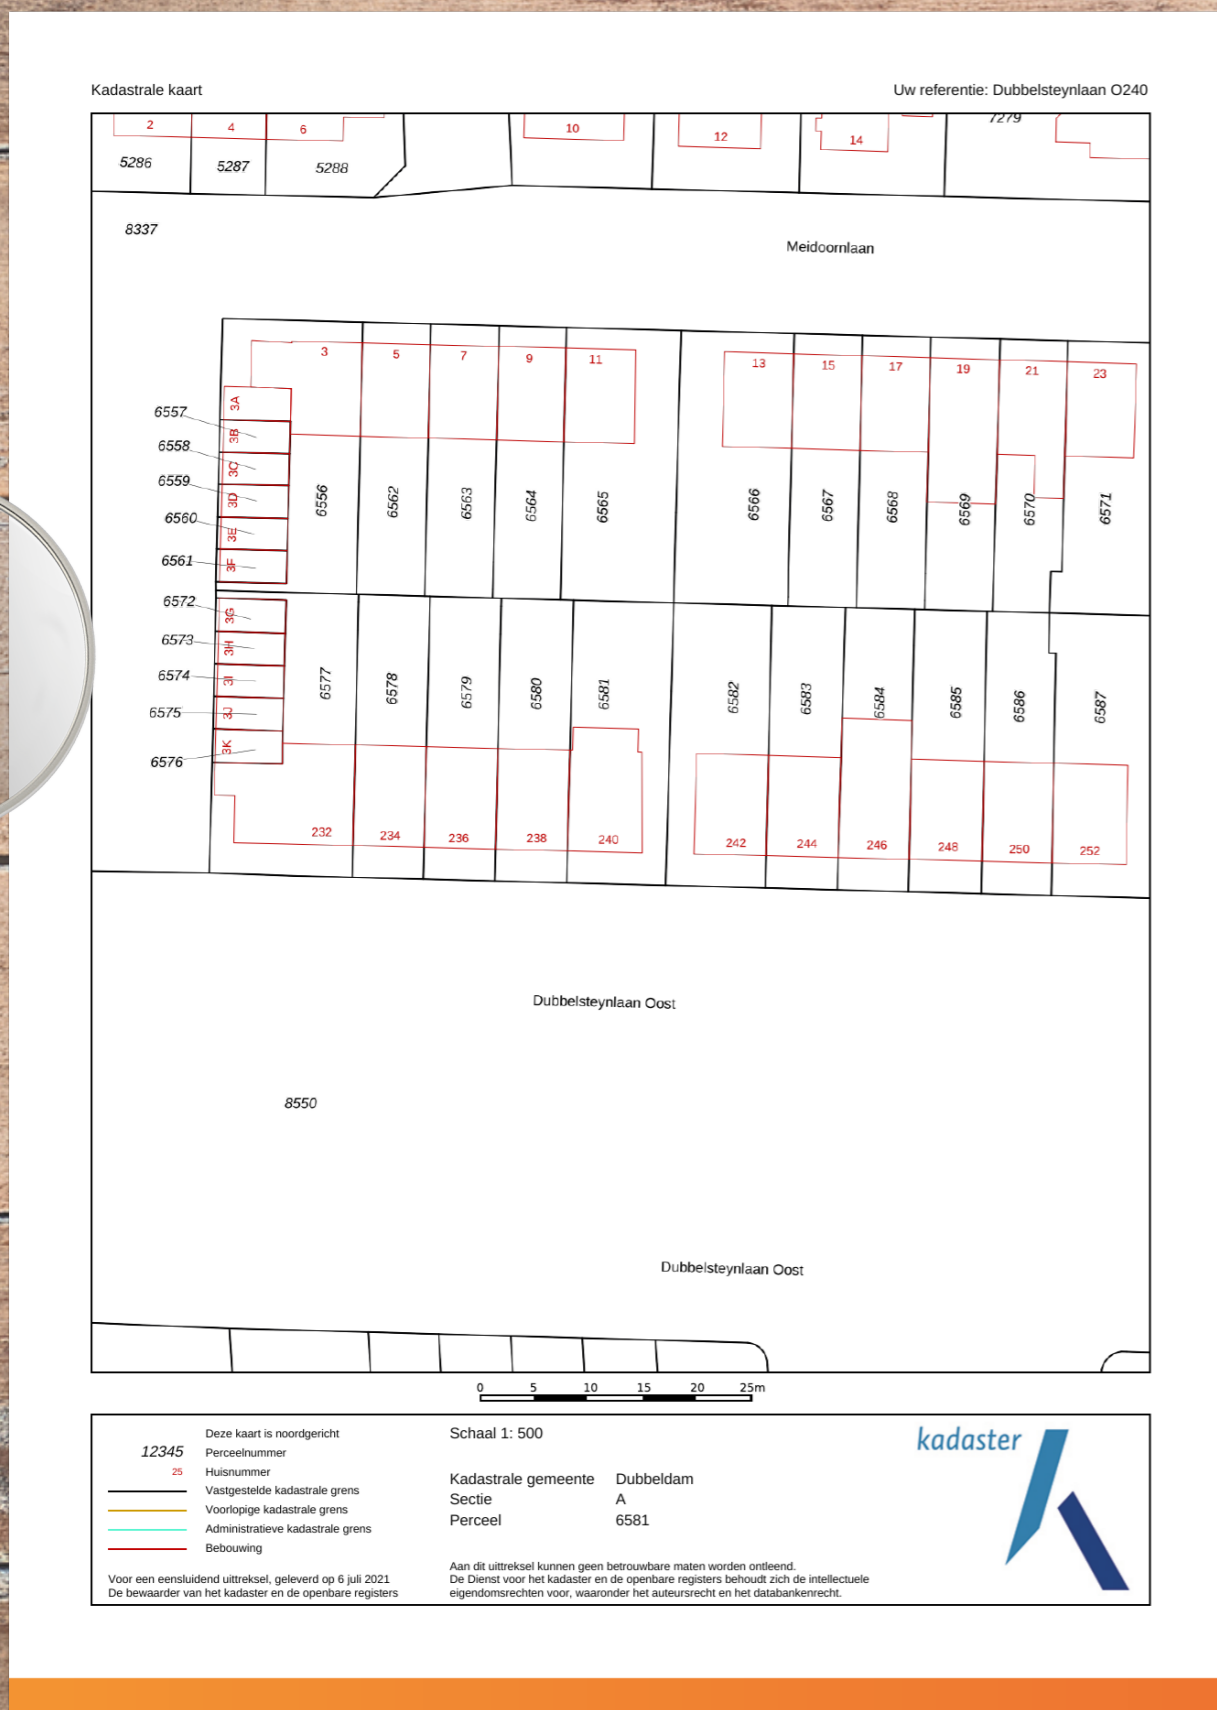 Kadastrale kaart
Uw referentie: Dubbelsteynlaan O240
2
4
6
10
12
14
7279
5286
5287
5288
8337
Meidoornlaan
3
5
7
9
11
13
15
17
19
21
23
3A
6557
3B
6558
3C
6559
3D
6560
3E
6561
3F
6556
6562
6563
6564
6565
6566
6567
6568
6569
6570
6571
6572
3G
6573
3H
6574
3I
6575
3J
6576
3K
6577
6578
6579
6580
6581
6582
6583
6584
6585
6586
6587
232
234
236
238
240
242
244
246
248
250
252
Dubbelsteynlaan Oost
8550
Dubbelsteynlaan Oost
0 5 10 15 20 25m
Deze kaart is noordgericht
12345 Perceelnummer
25 Huisnummer
Vastgestelde kadastrale grens
Voorlopige kadastrale grens
Administratieve kadastrale grens
Bebouwing
Voor een eensluidend uittreksel, geleverd op 6 juli 2021
De bewaarder van het kadaster en de openbare registers
Schaal 1: 500
Kadastrale gemeente Dubbeldam
Sectie A
Perceel 6581
Aan dit uittreksel kunnen geen betrouwbare maten worden ontleend.
De Dienst voor het kadaster en de openbare registers behoudt zich de intellectuele
eigendomsrechten voor, waaronder het auteursrecht en het databankenrecht.
kadaster